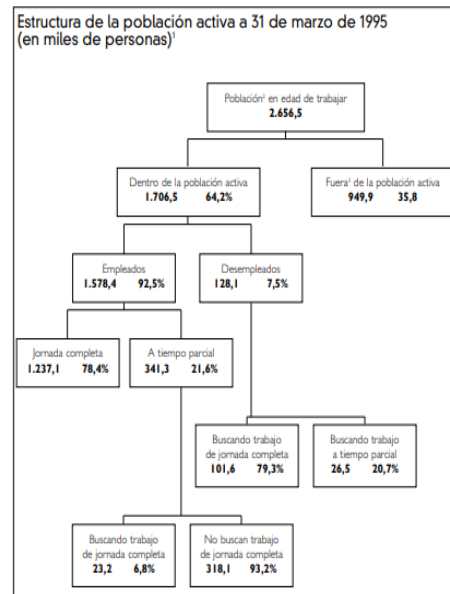 Estructura de la población activa a 31 de marzo de 1995
(en miles de personas)¹
Población² en edad de trabajar
2.656,5
Dentro de la población activa
1.706,5 64,2%
Fuera³ de la población activa
949,9 35,8
Empleados
1.578,4 92,5%
Desempleados
128,1 7,5%
Jornada completa
1.237,1 78,4%
A tiempo parcial
341,3 21,6%
Buscando trabajo
de jornada completa
101,6 79,3%
Buscando trabajo
a tiempo parcial
26,5 20,7%
Buscando trabajo
de jornada completa
23,2 6,8%
No buscan trabajo
de jornada completa
318,1 93,2%